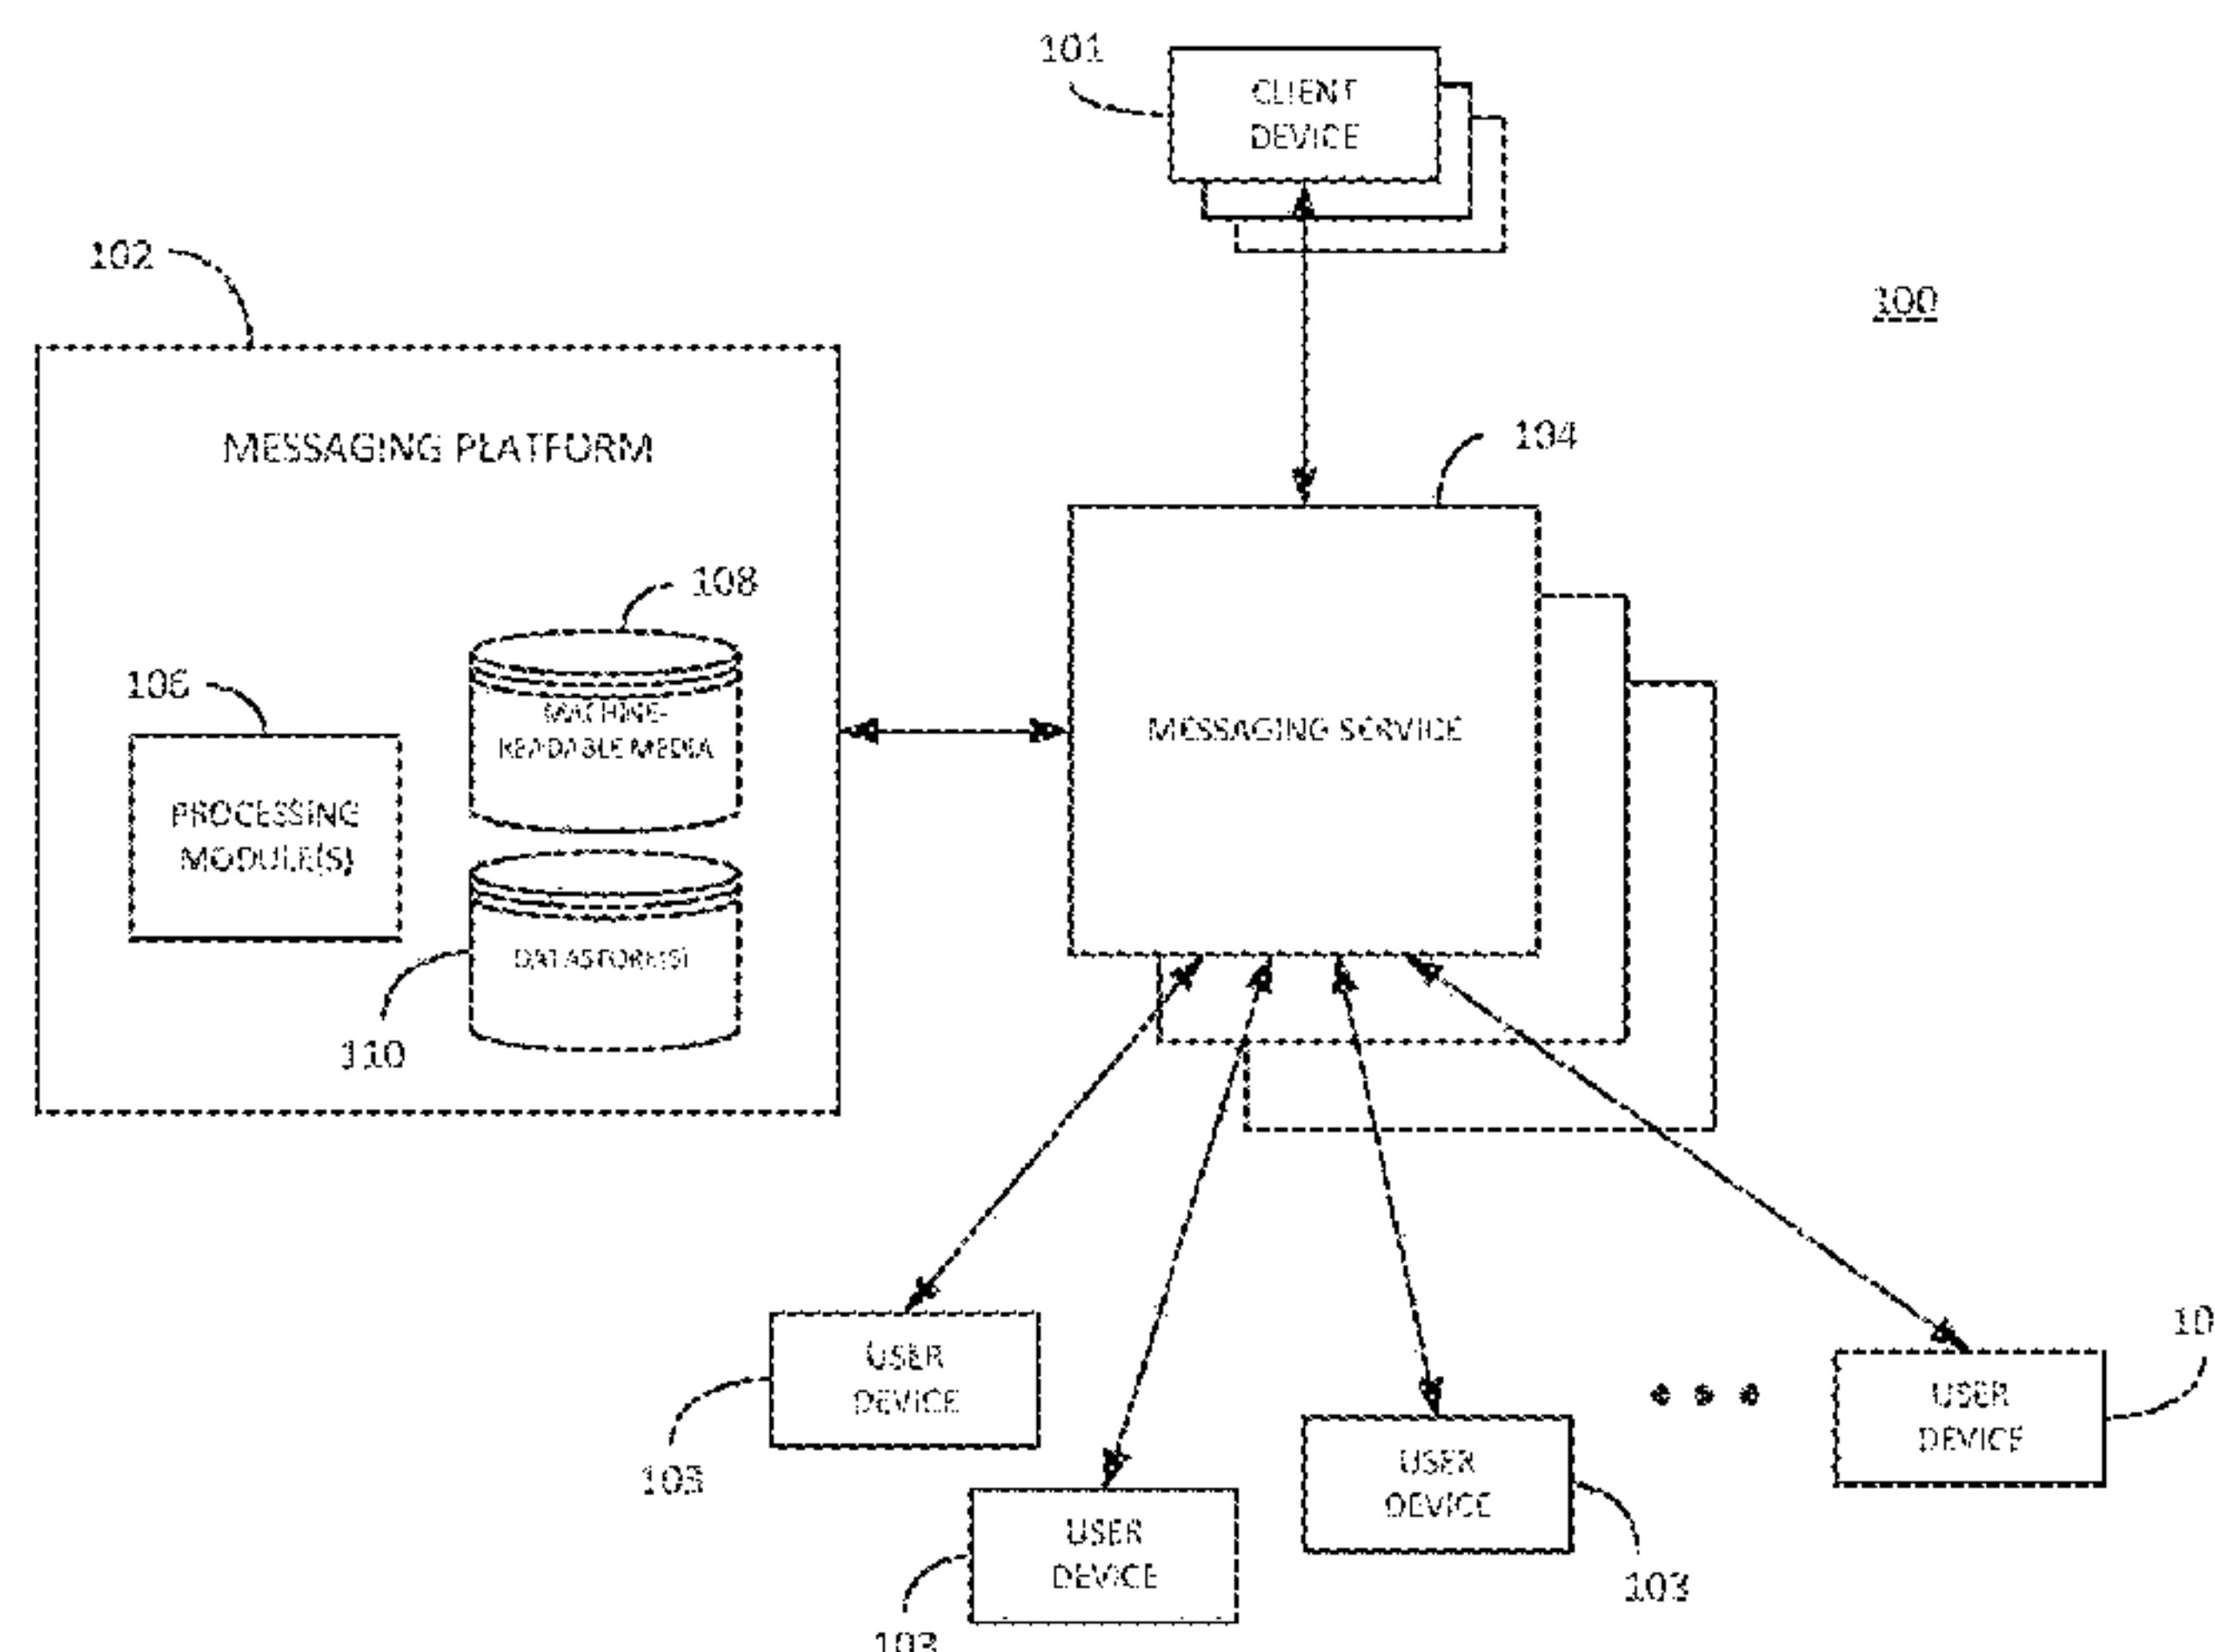 101
CLIENT
DEVICE
102
100
MESSAGING PLATFORM
104
108
106
MACHINE-
READABLE MEDIA
MESSAGING SERVICE
PROCESSING
MODULE(S)
DATASTORE(S)
110
10
USER
DEVICE
USER
DEVICE
USER
DEVICE
103
USER
DEVICE
103
103